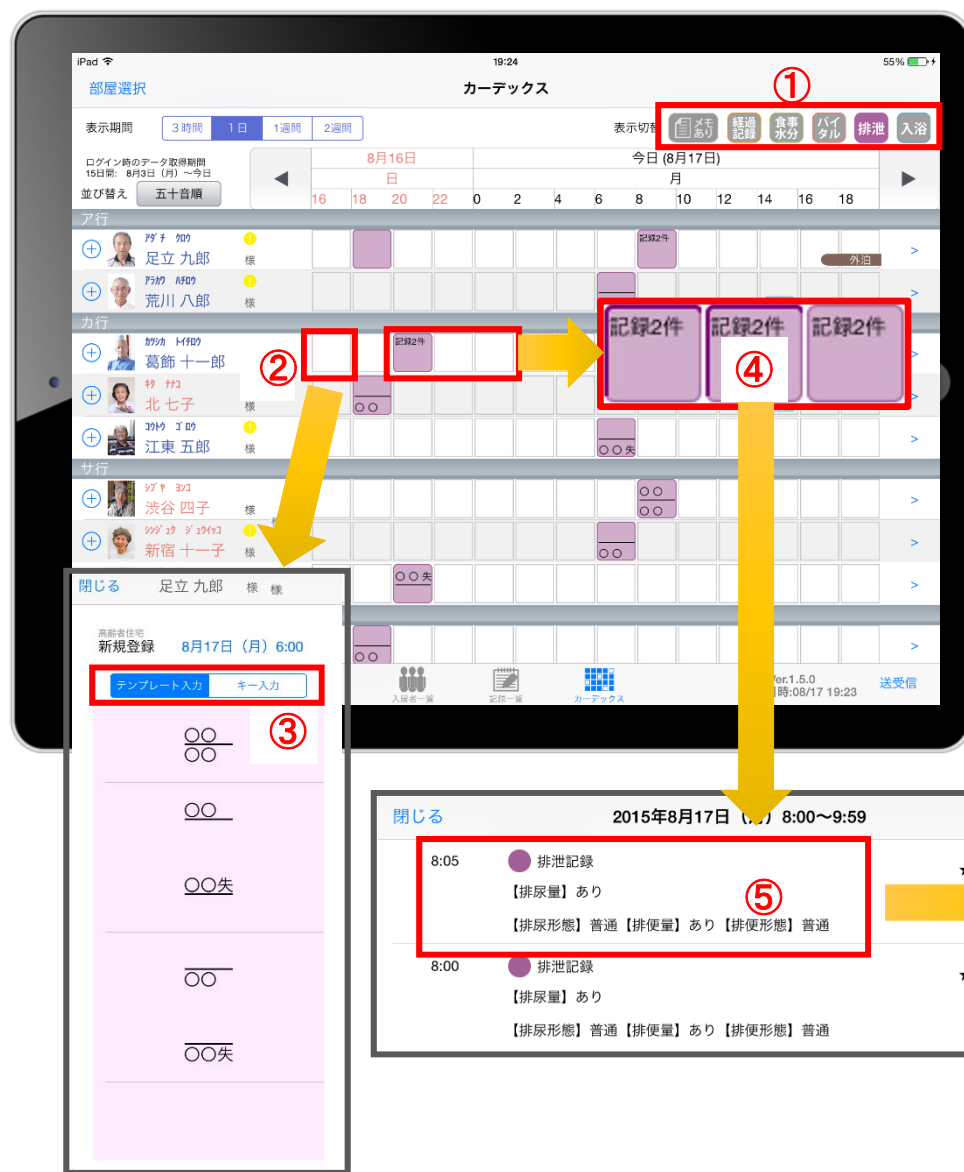 iPad 19:24 55%
部屋選択 カーデックス
①
表示期間 3時間 1日 1週間 2週間 表示切替 メモあり 経過記録 食事水分 バイタル 排泄 入浴
ログイン時のデータ取得期間
15日間: 8月3日（月）～今日
並び替え 五十音順
8月16日 今日 (8月17日)
日 月
16 18 20 22 0 2 4 6 8 10 12 14 16 18
ア行
ｱﾀﾞﾁ ｸﾛｳ
足立 九郎 様 記録2件 外泊 >
ｱﾗｶﾜ ﾊﾁﾛｳ
荒川 八郎 様 >
カ行
ｶﾂｼｶ ﾄｲﾁﾛｳ
葛飾 十一郎 ② 記録2件 記録2件 記録2件 記録2件 ④ >
ｷﾀ ﾅﾅｺ
北 七子 様 ○○ >
ｺｳﾄｳ ｺﾞﾛｳ
江東 五郎 様 ○○失 >
サ行
ｼﾌﾞﾔ ﾖﾝｺ
渋谷 四子 様 ○○ ○○ >
ｼﾝｼﾞｭｸ ｼﾞｭｳｲｯｺ
新宿 十一子 様 ○○ >
○○失 >
○○ >
入居者一覧 記録一覧 カーデックス Ver.1.5.0 送受信
時:08/17 19:23
閉じる 足立 九郎 様 様
高齢者住宅
新規登録 8月17日（月）6:00
テンプレート入力 キー入力
③
○○
○○
○○
○○失
○○
○○失
閉じる 2015年8月17日（月）8:00～9:59
8:05 排泄記録
【排尿量】あり ⑤
【排尿形態】普通【排便量】あり【排便形態】普通
8:00 排泄記録
【排尿量】あり
【排尿形態】普通【排便量】あり【排便形態】普通